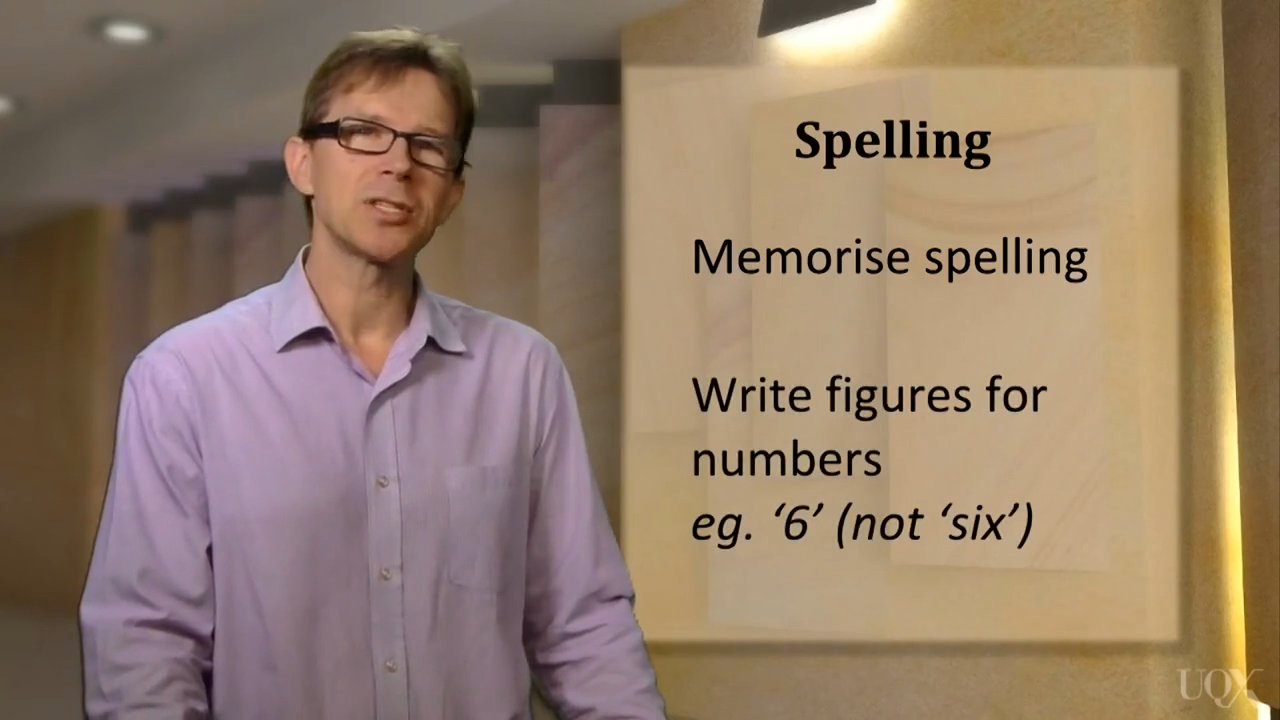 Spelling
Memorise spelling
Write figures for
numbers
eg. ‘6’ (not ‘six’)
UQX